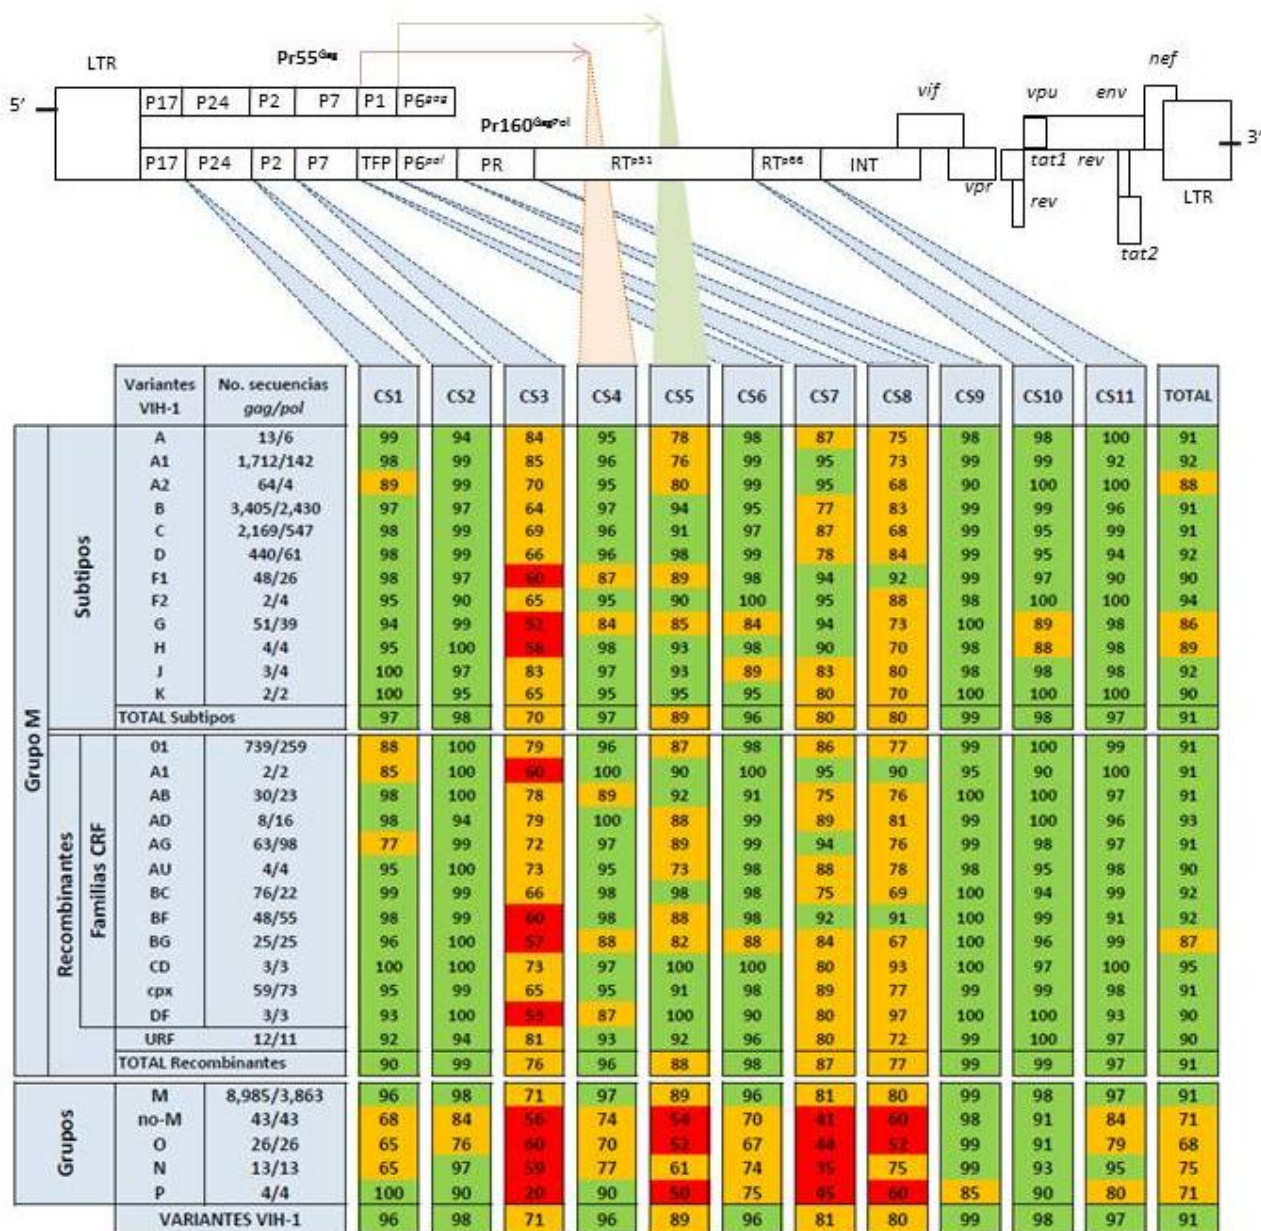 nef
LTR
Pr55Gag
vif
vpu
env
5′
P17 P24 P2 P7 P1 P6gag
Pr160GagPol
3′
P17 P24 TFP P2 P7 P6pol PR RTp51 RTp66 INT
tat1 rev
vpr
rev
LTR
tat2
Variantes VIH-1 No. secuencias gag/pol CS1 CS2 CS3 CS4 CS5 CS6 CS7 CS8 CS9 CS10 CS11 TOTAL
Grupo M
Subtipos
A 13/6 99 94 84 95 78 98 87 75 98 98 100 91
A1 1,712/142 98 99 85 96 76 99 95 73 99 99 92 92
A2 64/4 89 99 70 95 80 99 95 68 90 100 100 88
B 3,405/2,430 97 97 64 97 94 95 77 83 99 99 96 91
C 2,169/547 98 99 69 96 91 97 87 68 99 95 99 91
D 440/61 98 99 66 96 98 99 78 84 99 95 94 92
F1 48/26 98 97 60 87 89 98 94 92 99 97 90 90
F2 2/4 95 90 65 95 90 100 95 88 98 100 100 94
G 51/39 94 99 52 84 85 84 94 73 100 89 98 86
H 4/4 95 100 58 98 93 98 90 70 98 88 98 89
J 3/4 100 97 83 97 93 89 83 80 98 98 98 92
K 2/2 100 95 65 95 95 95 80 70 100 100 100 90
TOTAL Subtipos 97 98 70 97 89 96 80 80 99 98 97 91
Recombinantes
Familias CRF
01 739/259 88 100 79 96 87 98 86 77 99 100 99 91
A1 2/2 85 100 60 100 90 100 95 90 95 90 100 91
AB 30/23 98 100 78 89 92 91 75 76 100 100 97 91
AD 8/16 98 94 79 100 88 99 89 81 99 100 96 93
AG 63/98 77 99 72 97 89 99 94 76 99 98 97 91
AU 4/4 95 100 73 95 73 98 88 78 98 95 98 90
BC 76/22 99 99 66 98 98 98 75 69 100 94 99 92
BF 48/55 98 99 60 98 88 98 92 91 100 99 91 92
BG 25/25 96 100 57 88 82 88 84 67 100 96 99 87
CD 3/3 100 100 73 97 100 100 80 93 100 97 100 95
cpx 59/73 95 99 65 95 91 98 89 77 99 99 98 91
DF 3/3 93 100 53 87 100 90 80 97 100 100 93 90
URF 12/11 92 94 81 93 92 96 80 72 99 100 97 90
TOTAL Recombinantes 90 99 76 96 88 98 87 77 99 99 97 91
Grupos
M 8,985/3,863 96 98 71 97 89 96 81 80 99 98 97 91
no-M 43/43 68 84 56 74 54 70 41 60 98 91 84 71
O 26/26 65 76 60 70 52 67 44 52 99 91 79 68
N 13/13 65 97 59 77 61 74 35 75 99 93 95 75
P 4/4 100 90 20 90 50 75 45 60 85 90 80 71
VARIANTES VIH-1 96 98 71 96 89 96 81 80 99 98 97 91